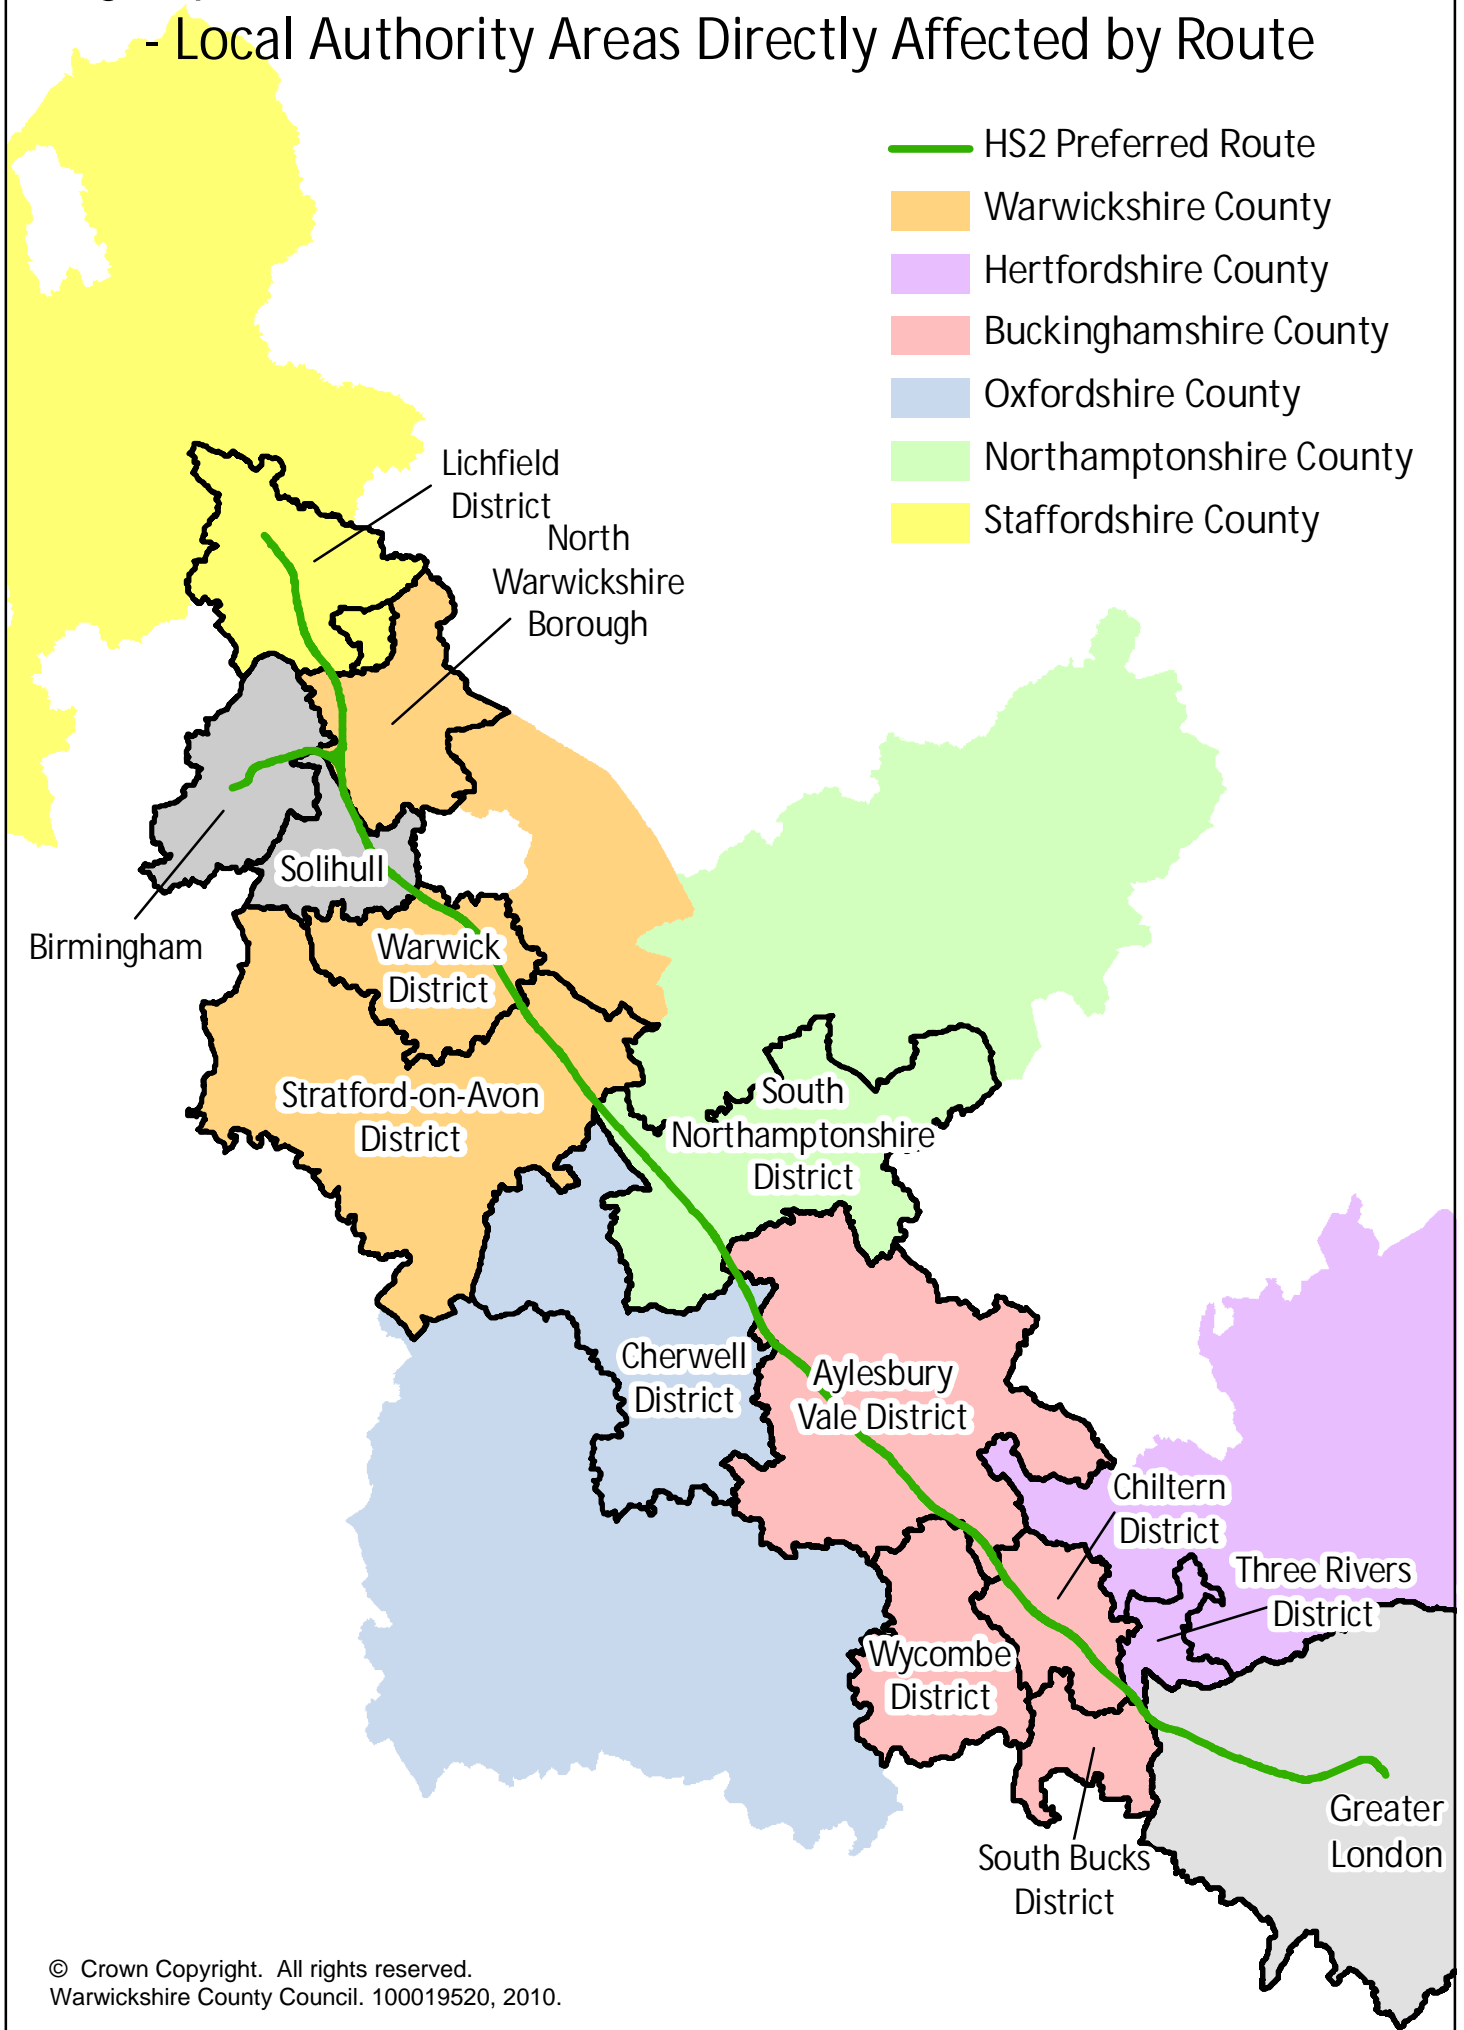 - Local Authority Areas Directly Affected by Route
HS2 Preferred Route
Warwickshire County
Hertfordshire County
Buckinghamshire County
Oxfordshire County
Northamptonshire County
Staffordshire County
Lichfield
District
North
Warwickshire
Borough
Solihull
Birmingham
Warwick
District
Stratford-on-Avon
District
South
Northamptonshire
District
Cherwell
District
Aylesbury
Vale District
Chiltern
District
Three Rivers
District
Wycombe
District
Greater
London
South Bucks
District
© Crown Copyright. All rights reserved.
Warwickshire County Council. 100019520, 2010.